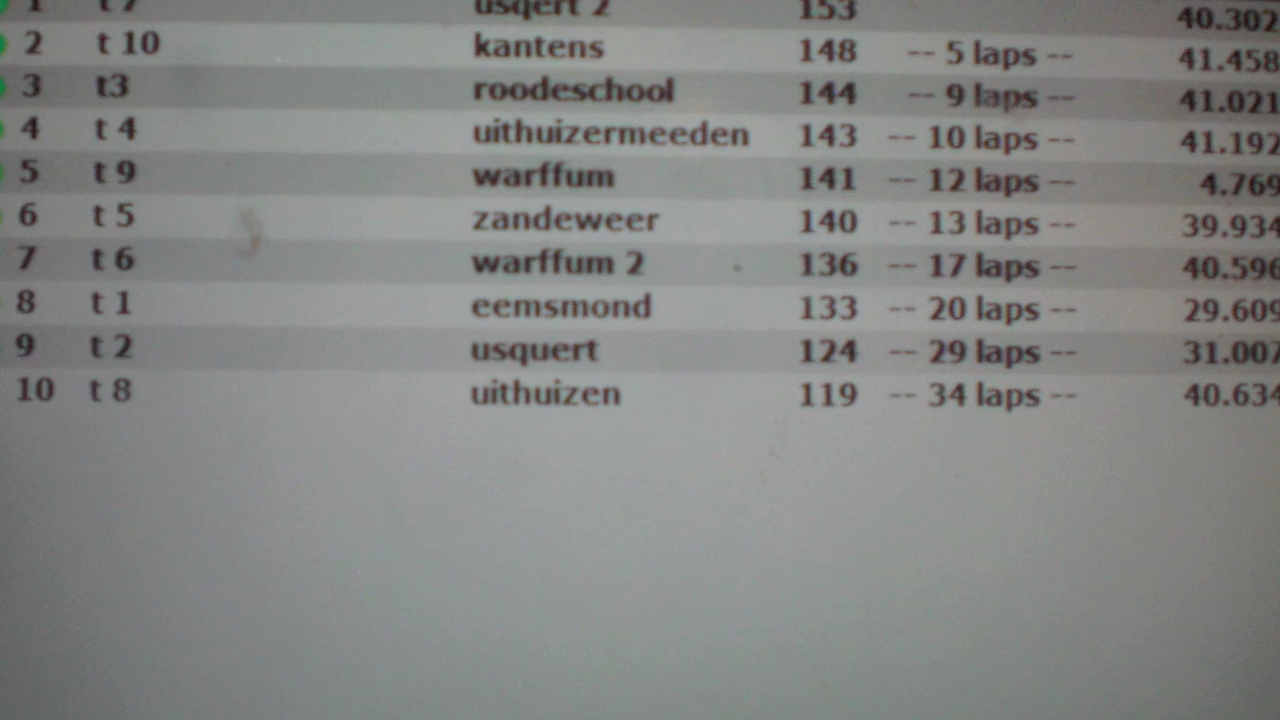 1 t 7 usqert 2 153 40.302
2 t 10 kantens 148 -- 5 laps -- 41.458
3 t3 roodeschool 144 -- 9 laps -- 41.021
4 t 4 uithuizermeeden 143 -- 10 laps -- 41.192
5 t 9 warffum 141 -- 12 laps -- 4.769
6 t 5 zandeweer 140 -- 13 laps -- 39.934
7 t 6 warffum 2 136 -- 17 laps -- 40.596
8 t 1 eemsmond 133 -- 20 laps -- 29.609
9 t 2 usquert 124 -- 29 laps -- 31.007
10 t 8 uithuizen 119 -- 34 laps -- 40.634